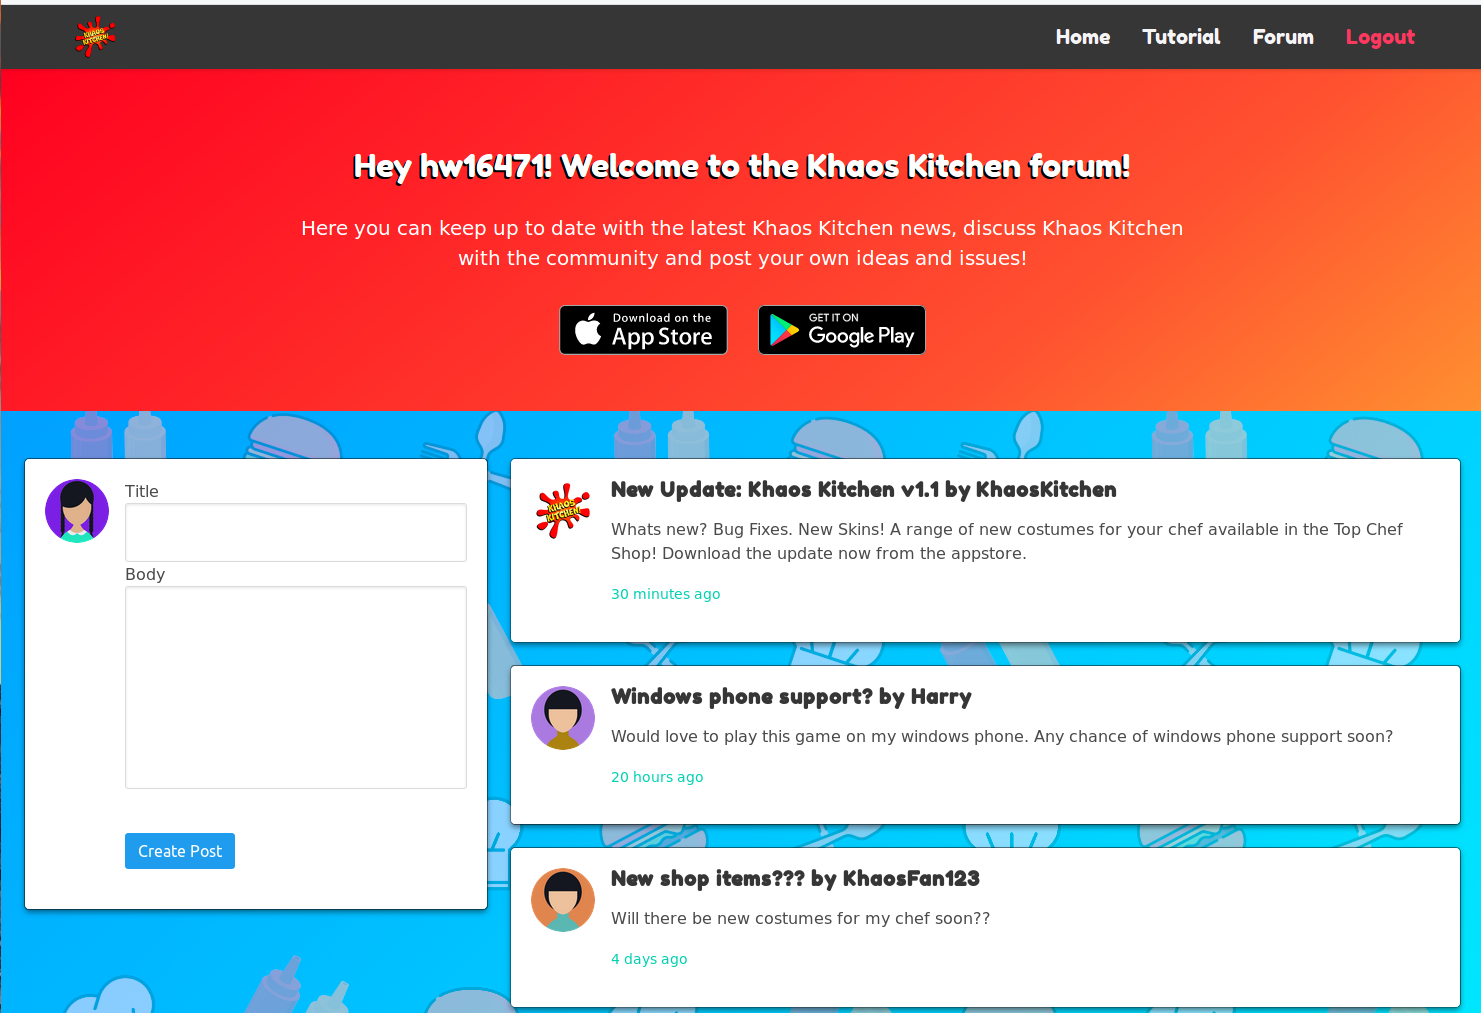 KHAOS
KITCHEN!
Home Tutorial Forum Logout
Hey hw16471! Welcome to the Khaos Kitchen forum!
Here you can keep up to date with the latest Khaos Kitchen news, discuss Khaos Kitchen
with the community and post your own ideas and issues!
Download on the
App Store
GET IT ON
Google Play
Title
Body
Create Post
KHAOS
KITCHEN!
New Update: Khaos Kitchen v1.1 by KhaosKitchen
Whats new? Bug Fixes. New Skins! A range of new costumes for your chef available in the Top Chef
Shop! Download the update now from the appstore.
30 minutes ago
Windows phone support? by Harry
Would love to play this game on my windows phone. Any chance of windows phone support soon?
20 hours ago
New shop items??? by KhaosFan123
Will there be new costumes for my chef soon??
4 days ago